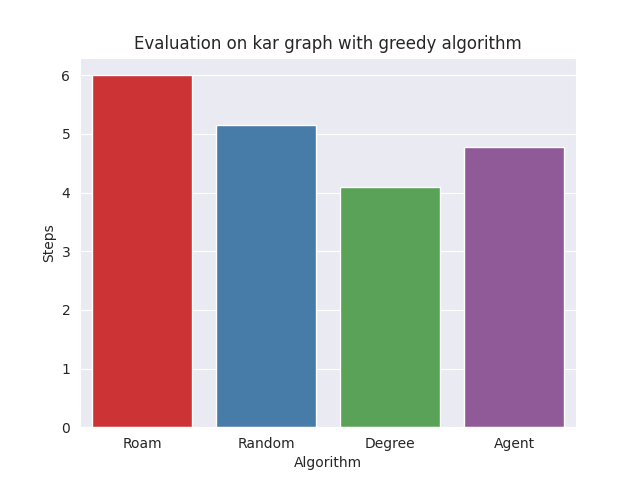 Evaluation on kar graph with greedy algorithm
6
5
4
3
2
1
0
Steps
Roam Random Degree Agent
Algorithm